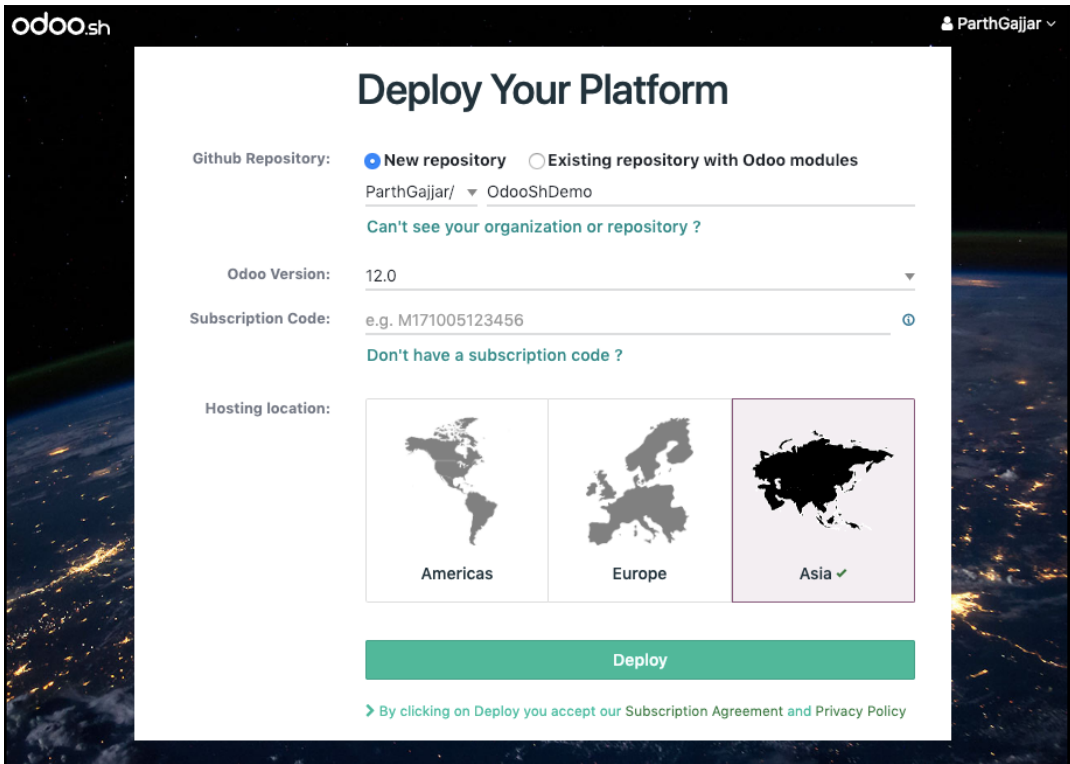 odoo.sh
ParthGajjar
Deploy Your Platform
Github Repository: New repository Existing repository with Odoo modules
ParthGajjar/ OdooShDemo
Can't see your organization or repository ?
Odoo Version: 12.0
Subscription Code: e.g. M171005123456
Don't have a subscription code ?
Hosting location:
Americas Europe Asia
Deploy
By clicking on Deploy you accept our Subscription Agreement and Privacy Policy